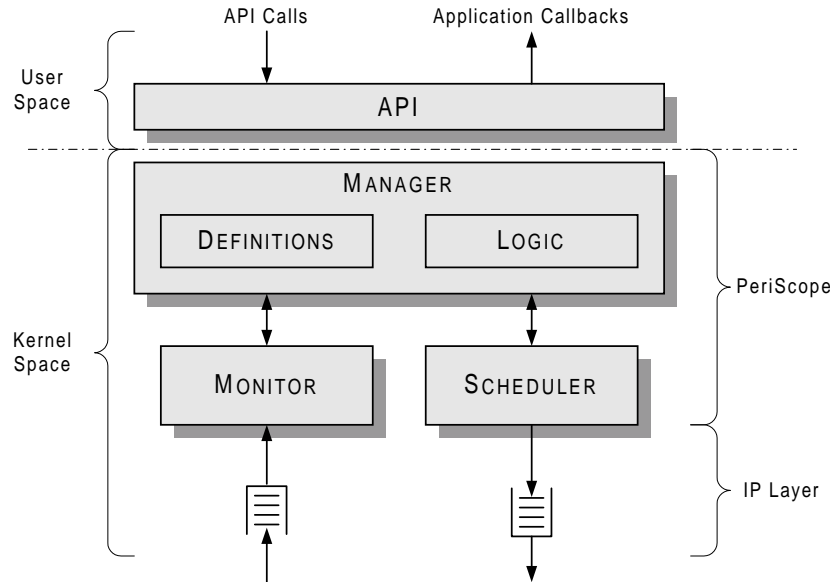 API Calls
Application Callbacks
User
Space
API
MANAGER
DEFINITIONS
LOGIC
PeriScope
Kernel
Space
MONITOR
SCHEDULER
IP Layer